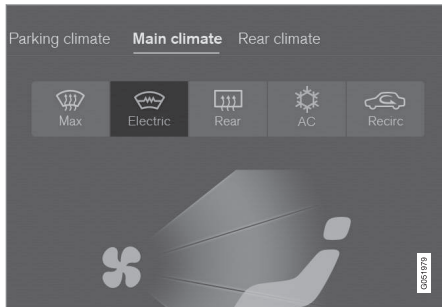 Parking climate Main climate Rear climate
Max Electric Rear AC Recirc
G051979